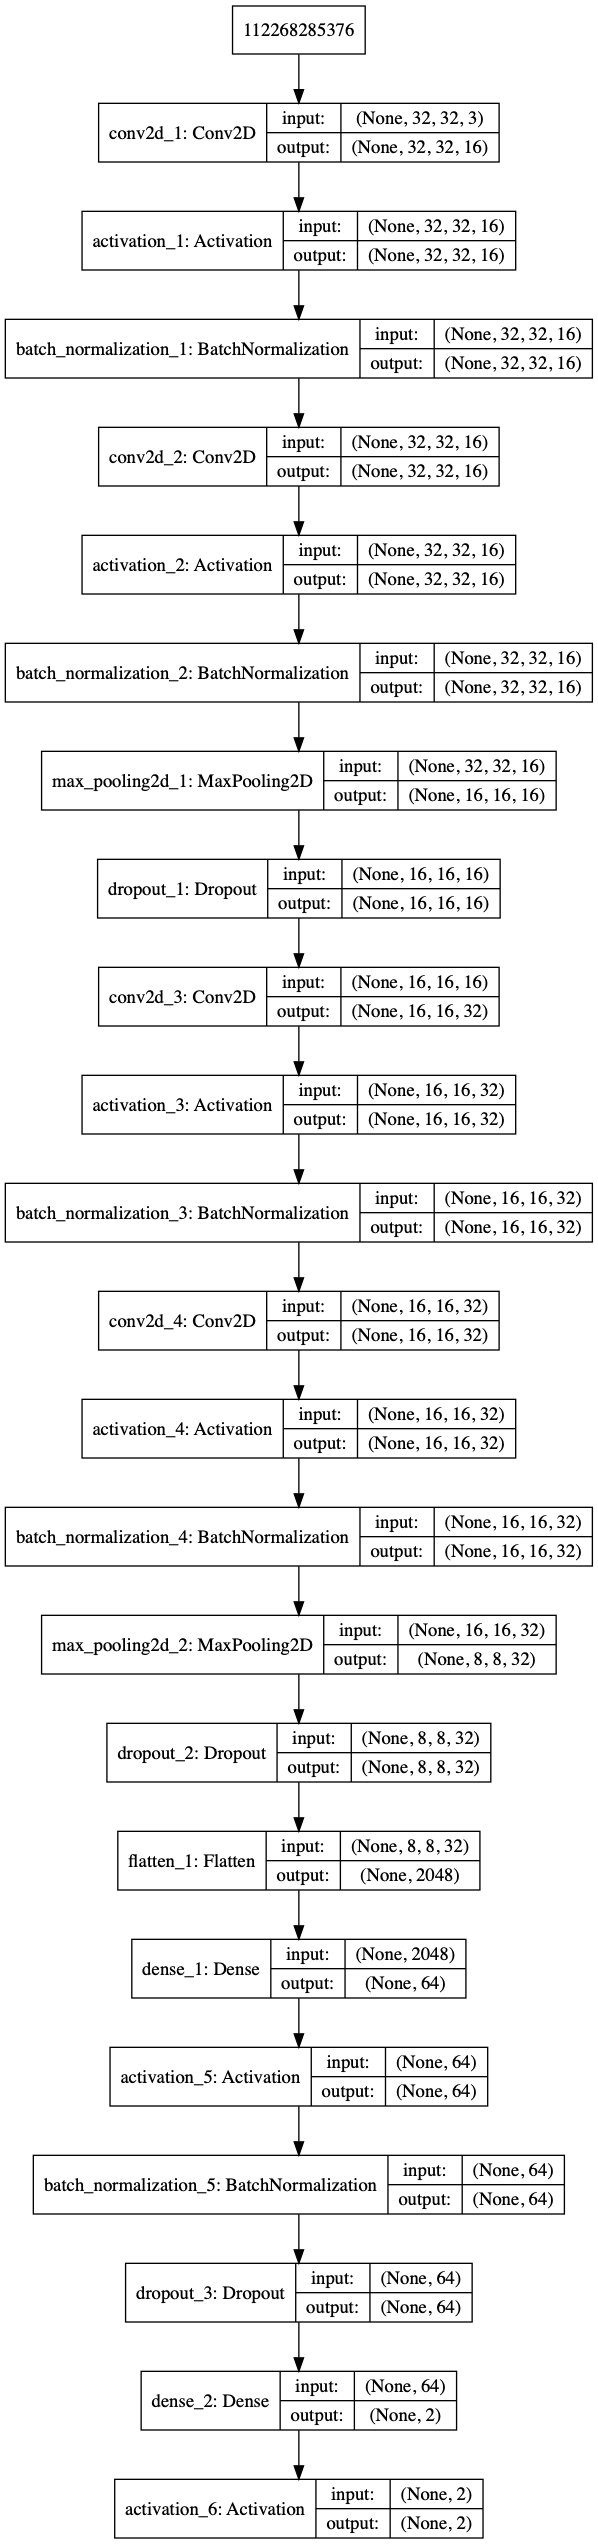 112268285376
conv2d_1: Conv2D
input: (None, 32, 32, 3)
output: (None, 32, 32, 16)
activation_1: Activation
input: (None, 32, 32, 16)
output: (None, 32, 32, 16)
batch_normalization_1: BatchNormalization
input: (None, 32, 32, 16)
output: (None, 32, 32, 16)
conv2d_2: Conv2D
input: (None, 32, 32, 16)
output: (None, 32, 32, 16)
activation_2: Activation
input: (None, 32, 32, 16)
output: (None, 32, 32, 16)
batch_normalization_2: BatchNormalization
input: (None, 32, 32, 16)
output: (None, 32, 32, 16)
max_pooling2d_1: MaxPooling2D
input: (None, 32, 32, 16)
output: (None, 16, 16, 16)
dropout_1: Dropout
input: (None, 16, 16, 16)
output: (None, 16, 16, 16)
conv2d_3: Conv2D
input: (None, 16, 16, 16)
output: (None, 16, 16, 32)
activation_3: Activation
input: (None, 16, 16, 32)
output: (None, 16, 16, 32)
batch_normalization_3: BatchNormalization
input: (None, 16, 16, 32)
output: (None, 16, 16, 32)
conv2d_4: Conv2D
input: (None, 16, 16, 32)
output: (None, 16, 16, 32)
activation_4: Activation
input: (None, 16, 16, 32)
output: (None, 16, 16, 32)
batch_normalization_4: BatchNormalization
input: (None, 16, 16, 32)
output: (None, 16, 16, 32)
max_pooling2d_2: MaxPooling2D
input: (None, 16, 16, 32)
output: (None, 8, 8, 32)
dropout_2: Dropout
input: (None, 8, 8, 32)
output: (None, 8, 8, 32)
flatten_1: Flatten
input: (None, 8, 8, 32)
output: (None, 2048)
dense_1: Dense
input: (None, 2048)
output: (None, 64)
activation_5: Activation
input: (None, 64)
output: (None, 64)
batch_normalization_5: BatchNormalization
input: (None, 64)
output: (None, 64)
dropout_3: Dropout
input: (None, 64)
output: (None, 64)
dense_2: Dense
input: (None, 64)
output: (None, 2)
activation_6: Activation
input: (None, 2)
output: (None, 2)